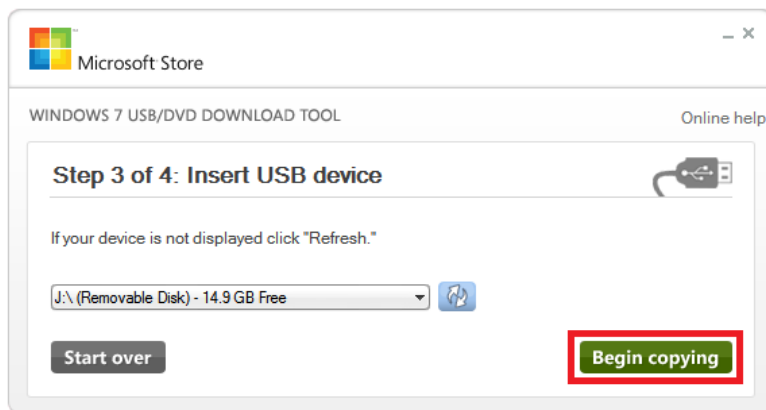 Microsoft Store
WINDOWS 7 USB/DVD DOWNLOAD TOOL
Online help
Step 3 of 4: Insert USB device
If your device is not displayed click "Refresh."
J:\ (Removable Disk) - 14.9 GB Free
Start over
Begin copying